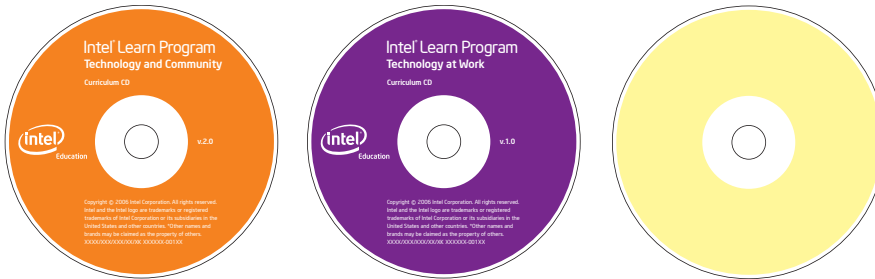 Intel® Learn Program
Technology and Community
Curriculum CD
intel®
Education
v.2.0
Copyright © 2006 Intel Corporation. All rights reserved.
Intel and the Intel logo are trademarks or registered
trademarks of Intel Corporation or its subsidiaries in the
United States and other countries. *Other names and
brands may be claimed as the property of others.
XXXX/XXX/XXX/XX/XK XXXXXX-001XX
Intel® Learn Program
Technology at Work
Curriculum CD
intel®
Education
v.1.0
Copyright © 2006 Intel Corporation. All rights reserved.
Intel and the Intel logo are trademarks or registered
trademarks of Intel Corporation or its subsidiaries in the
United States and other countries. *Other names and
brands may be claimed as the property of others.
XXXX/XXX/XXX/XX/XK XXXXXX-001XX